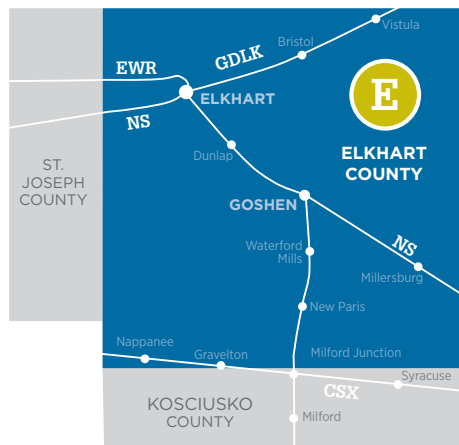 Vistula
Bristol
GDLK
EWR
E
ELKHART
NS
ELKHART
COUNTY
Dunlap
ST.
JOSEPH
COUNTY
GOSHEN
Waterford
Mills
NS
Millersburg
New Paris
Nappanee
Gravelton
Milford Junction
Syracuse
CSX
KOSCIUSKO
COUNTY
Milford